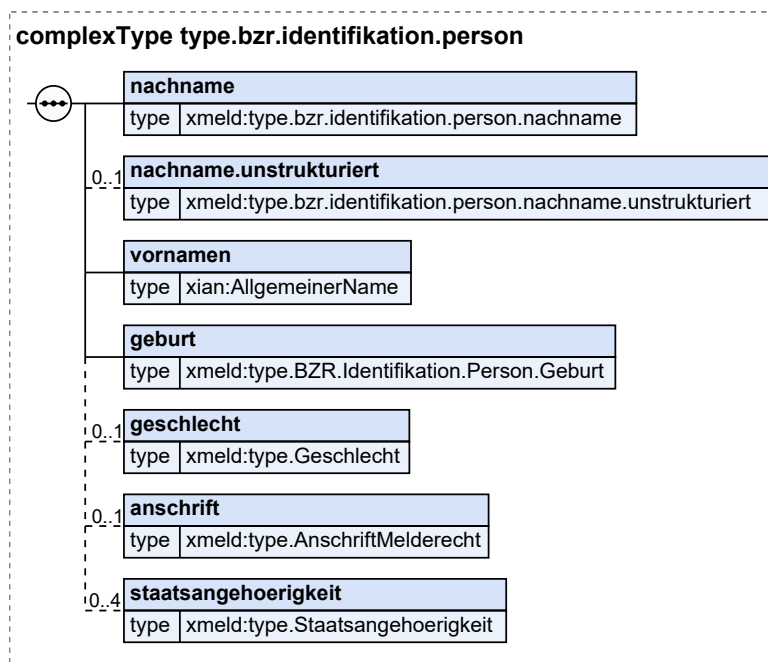 complexType type.bzr.identifikation.person
nachname
type xmeld:type.bzr.identifikation.person.nachname
0..1 nachname.unstrukturiert
type xmeld:type.bzr.identifikation.person.nachname.unstrukturiert
vornamen
type xian:AllgemeinerName
geburt
type xmeld:type.BZR.Identifikation.Person.Geburt
0..1 geschlecht
type xmeld:type.Geschlecht
0..1 anschrift
type xmeld:type.AnschriftMelderecht
0..4 staatsangehoerigkeit
type xmeld:type.Staatsangehoerigkeit